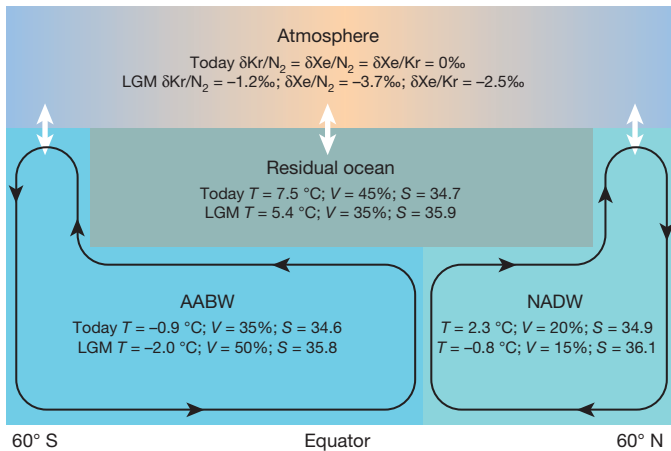 Atmosphere
Today δKr/N₂ = δXe/N₂ = δXe/Kr = 0‰
LGM δKr/N₂ = –1.2‰; δXe/N₂ = –3.7‰; δXe/Kr = –2.5‰
Residual ocean
Today T = 7.5 °C; V = 45%; S = 34.7
LGM T = 5.4 °C; V = 35%; S = 35.9
AABW
Today T = –0.9 °C; V = 35%; S = 34.6
LGM T = –2.0 °C; V = 50%; S = 35.8
NADW
T = 2.3 °C; V = 20%; S = 34.9
T = –0.8 °C; V = 15%; S = 36.1
60° S
Equator
60° N